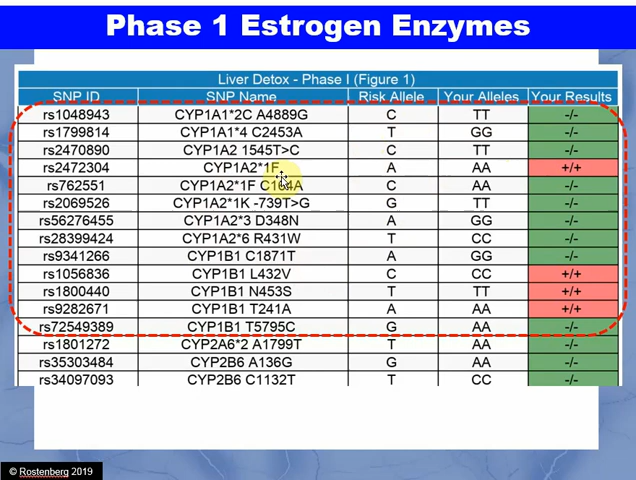 Phase 1 Estrogen Enzymes
Liver Detox - Phase I (Figure 1)
SNP ID SNP Name Risk Allele Your Alleles Your Results
rs1048943 CYP1A1*2C A4889G C TT -/-
rs1799814 CYP1A1*4 C2453A T GG -/-
rs2470890 CYP1A2 1545T>C C TT -/-
rs2472304 CYP1A2*1F A AA +/+
rs762551 CYP1A2*1F C164A C AA -/-
rs2069526 CYP1A2*1K -739T>G G TT -/-
rs56276455 CYP1A2*3 D348N A GG -/-
rs28399424 CYP1A2*6 R431W T CC -/-
rs9341266 CYP1B1 C1871T A GG -/-
rs1056836 CYP1B1 L432V C CC +/+
rs1800440 CYP1B1 N453S T TT +/+
rs9282671 CYP1B1 T241A A AA +/+
rs72549389 CYP1B1 T5795C G AA -/-
rs1801272 CYP2A6*2 A1799T T AA -/-
rs35303484 CYP2B6 A136G G AA -/-
rs34097093 CYP2B6 C1132T T CC -/-
© Rostenberg 2019